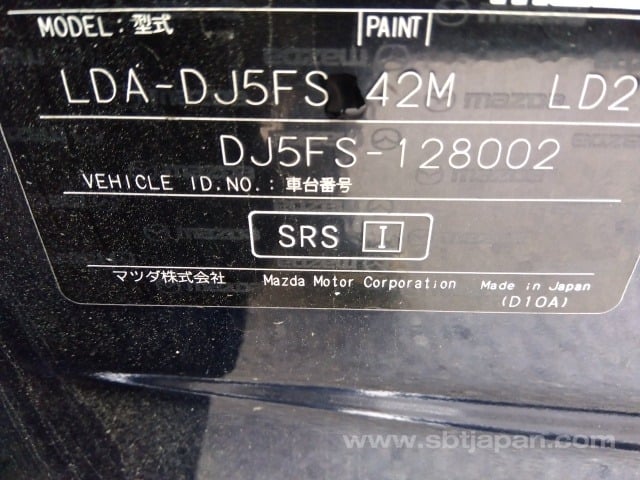 MODEL: 型式 PAINT
LDA-DJ5FS 42M LD2
DJ5FS-128002
VEHICLE ID.NO.: 車台番号
SRS I
マツダ株式会社 Mazda Motor Corporation Made in Japan
(D10A)
www.sbtjapan.com